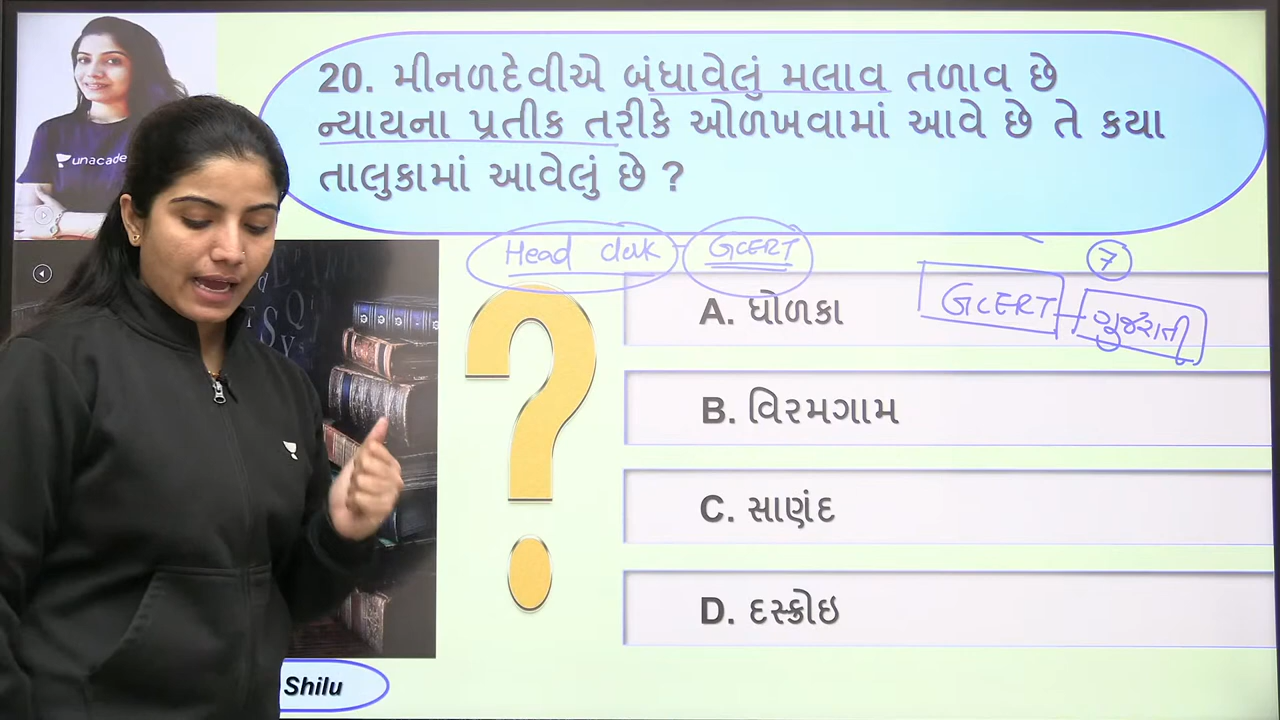 20. મીનળદેવીએ બંધાવેલું મલાવ તળાવ છે
ન્યાયના પ્રતીક તરીકે ઓળખવામાં આવે છે તે કયા
તાલુકામાં આવેલું છે ?
unacade
Head clerk
GCERT
7
GCERT
ગુજરાતી
A. ધોળકા
B. વિરમગામ
C. સાણંદ
D. દસ્ક્રોઇ
Shilu